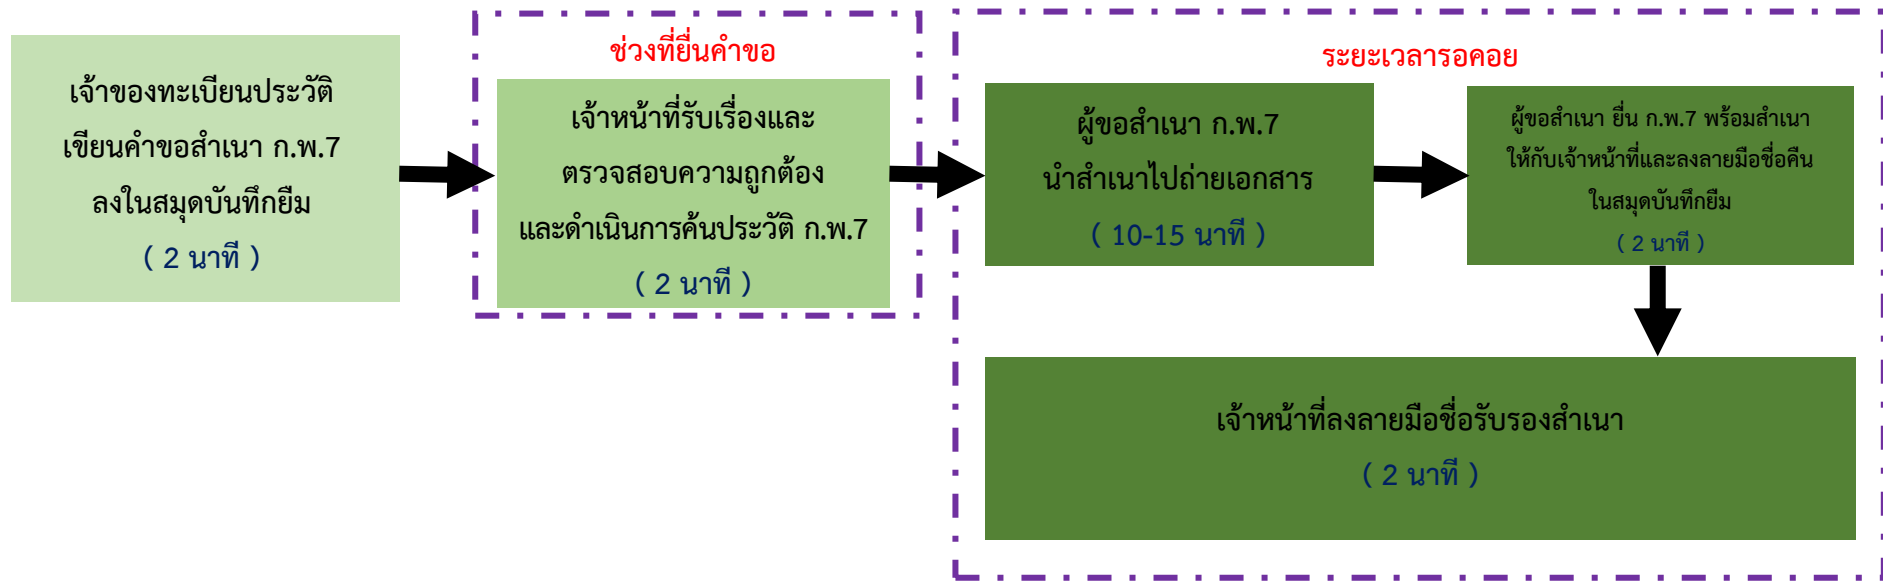 เจ้าของทะเบียนประวัติ
เขียนคำขอสำเนา ก.พ.7
ลงในสมุดบันทึกยืม
( 2 นาที )
ช่วงที่ยื่นคำขอ
เจ้าหน้าที่รับเรื่องและ
ตรวจสอบความถูกต้อง
และดำเนินการค้นประวัติ ก.พ.7
( 2 นาที )
ระยะเวลารอคอย
ผู้ขอสำเนา ก.พ.7
นำสำเนาไปถ่ายเอกสาร
( 10-15 นาที )
ผู้ขอสำเนา ยื่น ก.พ.7 พร้อมสำเนา
ให้กับเจ้าหน้าที่และลงลายมือชื่อคืน
ในสมุดบันทึกยืม
( 2 นาที )
เจ้าหน้าที่ลงลายมือชื่อรับรองสำเนา
( 2 นาที )